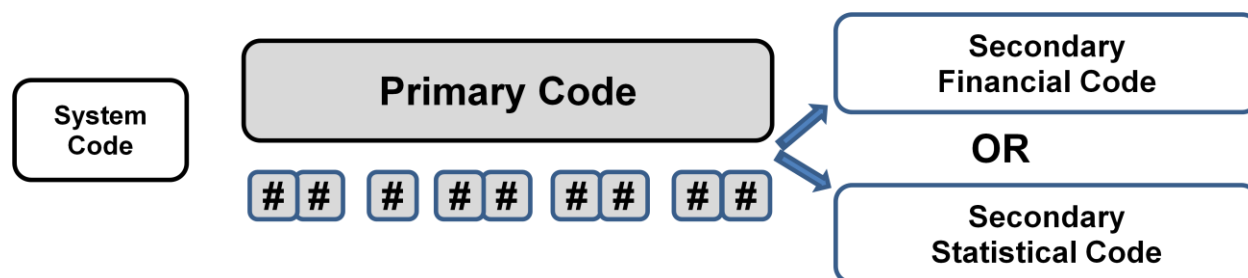 System
Code
Primary Code
# # # # # # # # #
Secondary
Financial Code
OR
Secondary
Statistical Code